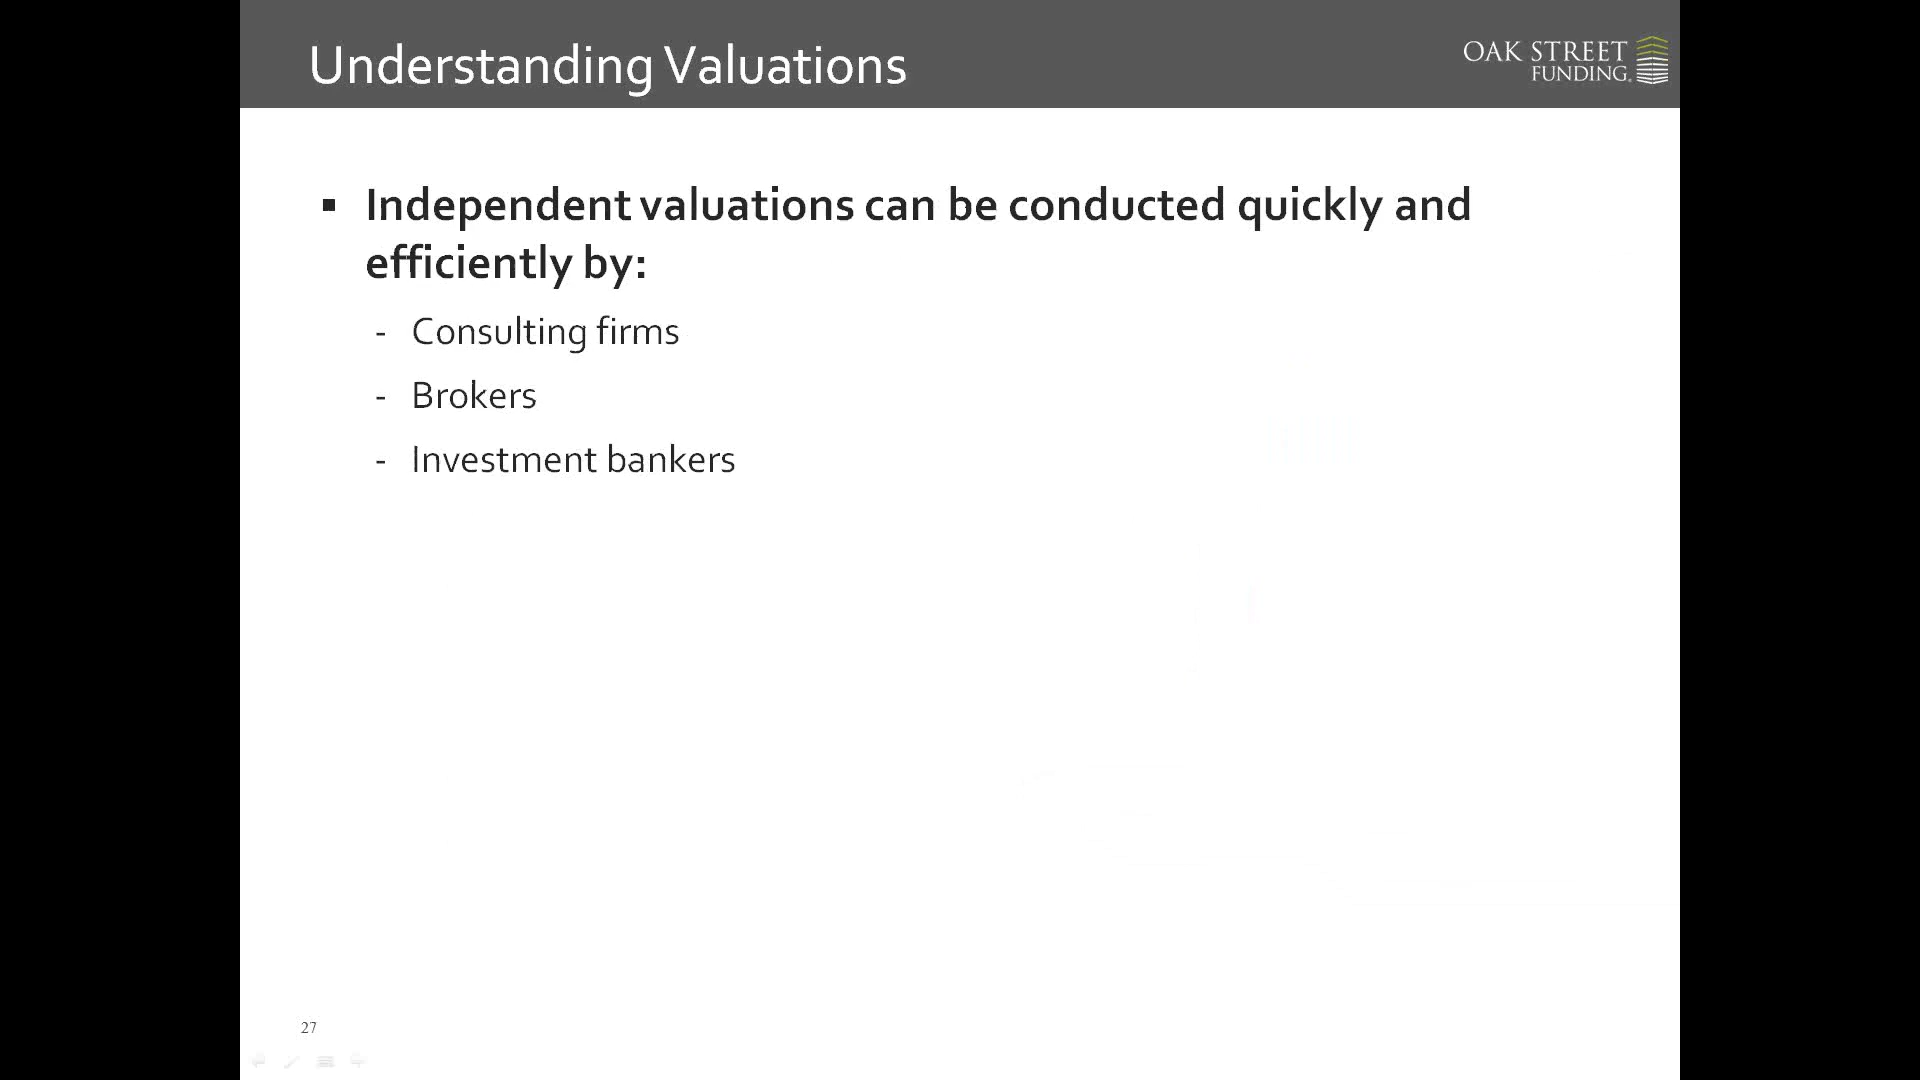 Understanding Valuations
OAK STREET
FUNDING.
▪ Independent valuations can be conducted quickly and
efficiently by:
- Consulting firms
- Brokers
- Investment bankers
27